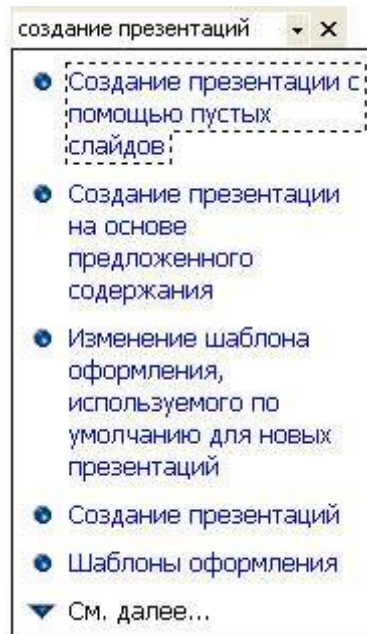 создание презентаций
Создание презентации с
помощью пустых
слайдов
Создание презентации
на основе
предложенного
содержания
Изменение шаблона
оформления,
используемого по
умолчанию для новых
презентаций
Создание презентаций
Шаблоны оформления
См. далее...